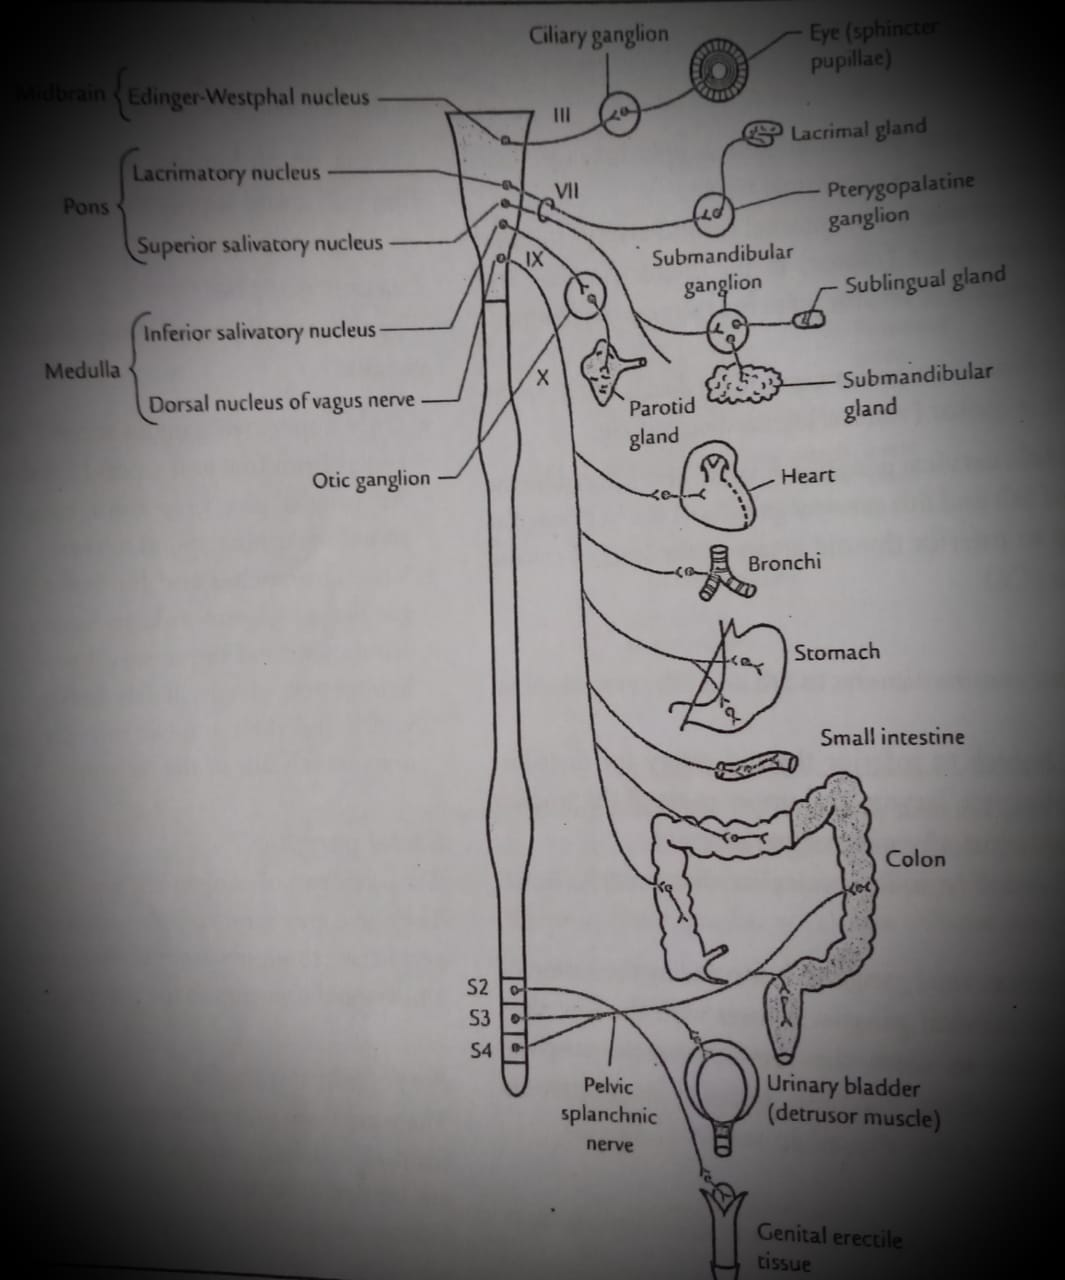 Ciliary ganglion
Eye (sphincter
pupillae)
Midbrain
Edinger-Westphal nucleus
III
Lacrimal gland
Lacrimatory nucleus
VII
Pterygopalatine
ganglion
Pons
Superior salivatory nucleus
IX
Submandibular
ganglion
Sublingual gland
Inferior salivatory nucleus
Medulla
X
Dorsal nucleus of vagus nerve
Submandibular
gland
Parotid
gland
Otic ganglion
Heart
Bronchi
Stomach
Small intestine
Colon
S2
S3
S4
Pelvic
splanchnic
nerve
Urinary bladder
(detrusor muscle)
Genital erectile
tissue